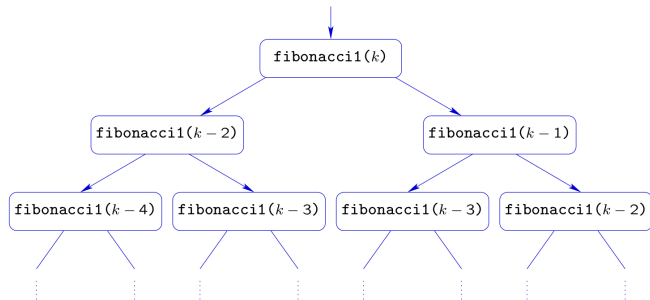 fibonacci1(k)
fibonacci1(k − 2)
fibonacci1(k − 1)
fibonacci1(k − 4)
fibonacci1(k − 3)
fibonacci1(k − 3)
fibonacci1(k − 2)